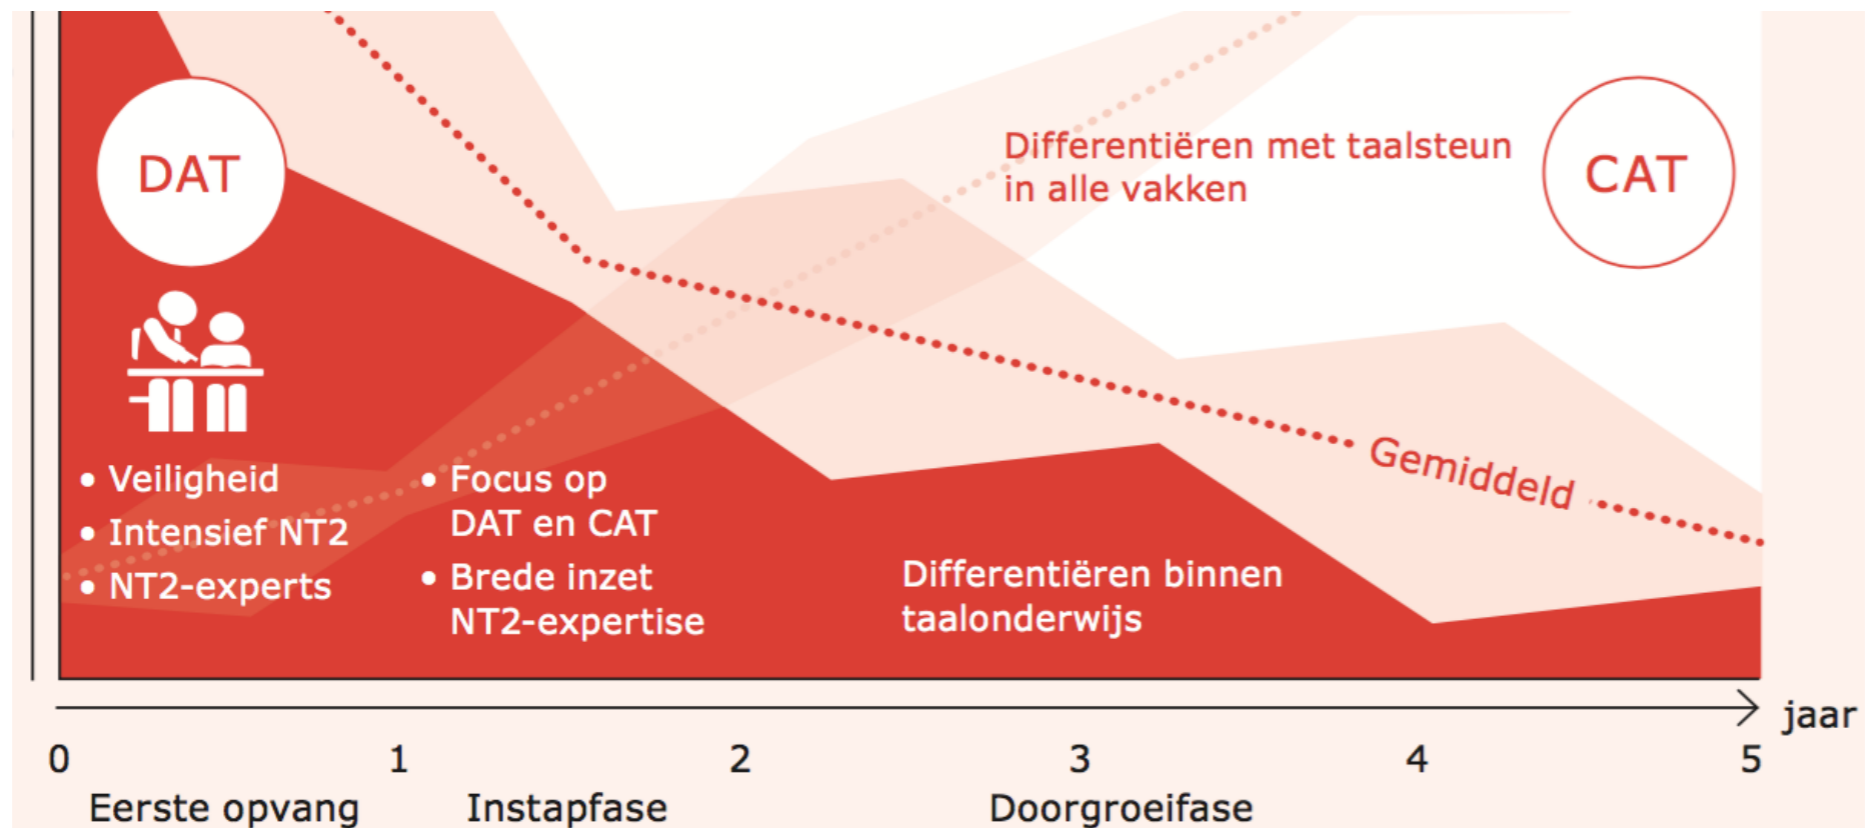 DAT
Differentiëren met taalsteun
in alle vakken
CAT
Gemiddeld
• Veiligheid
• Intensief NT2
• NT2-experts
• Focus op
DAT en CAT
• Brede inzet
NT2-expertise
Differentiëren binnen
taalonderwijs
jaar
0 1 2 3 4 5
Eerste opvang Instapfase Doorgroeifase